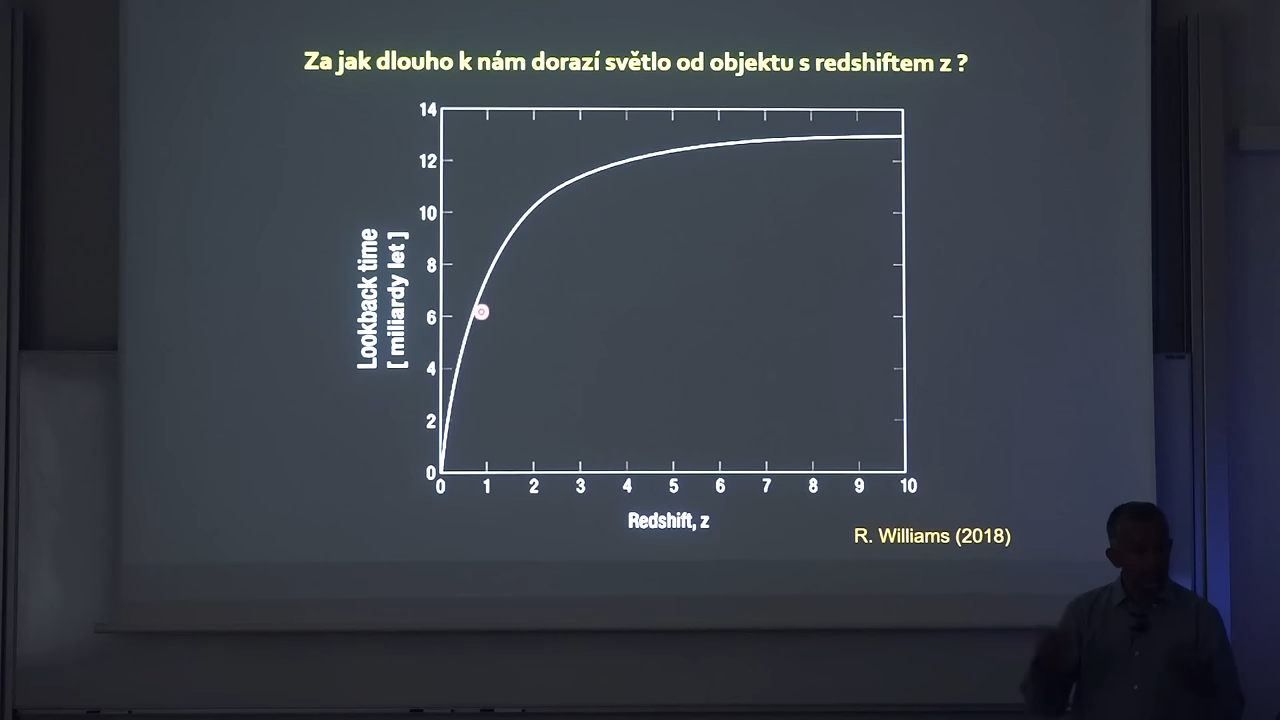 Za jak dlouho k nám dorazí světlo od objektu s redshiftem z ?
14
12
10
8
6
4
2
0
Lookback time
[ miliardy let ]
0 1 2 3 4 5 6 7 8 9 10
Redshift, z
R. Williams (2018)